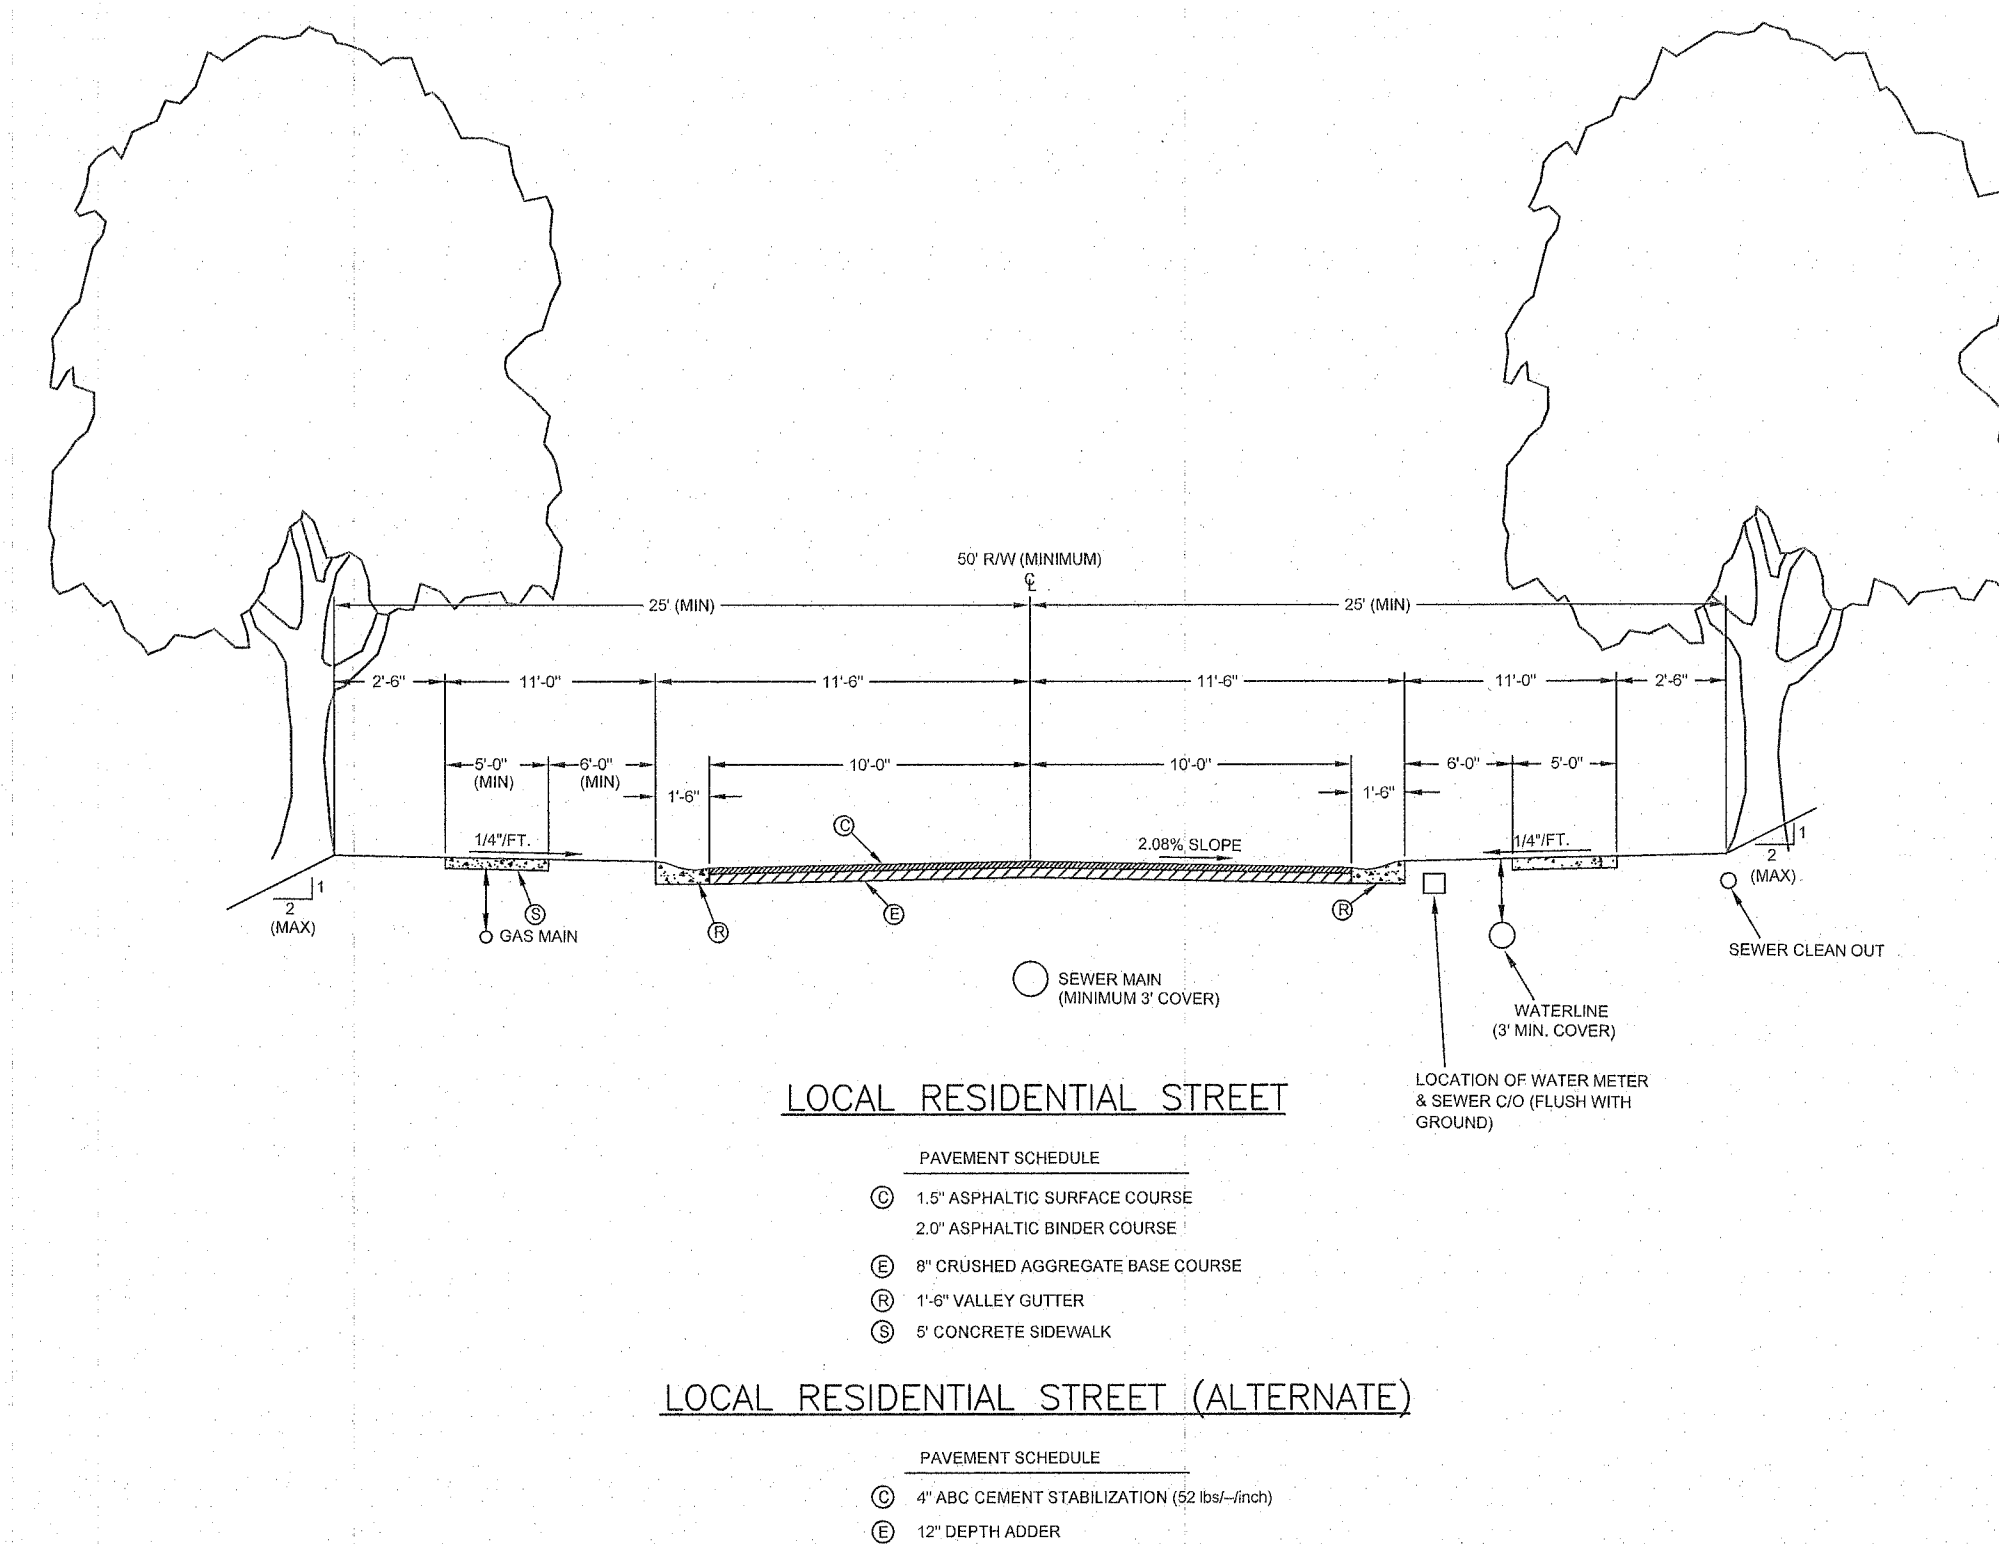 50' R/W (MINIMUM)
℄
25' (MIN) 25' (MIN)
2'-6" 11'-0" 11'-6" 11'-6" 11'-0" 2'-6"
5'-0" (MIN) 6'-0" (MIN) 10'-0" 10'-0" 6'-0" 5'-0"
1'-6" 1'-6"
C
1/4"/FT. 2.08% SLOPE 1/4"/FT.
1
2
(MAX)
1
2
(MAX)
S
GAS MAIN
R
E
R
SEWER CLEAN OUT
SEWER MAIN
(MINIMUM 3' COVER)
WATERLINE
(3' MIN. COVER)
LOCATION OF WATER METER
& SEWER C/O (FLUSH WITH
GROUND)
LOCAL RESIDENTIAL STREET
PAVEMENT SCHEDULE
C 1.5" ASPHALTIC SURFACE COURSE
2.0" ASPHALTIC BINDER COURSE
E 8" CRUSHED AGGREGATE BASE COURSE
R 1'-6" VALLEY GUTTER
S 5' CONCRETE SIDEWALK
LOCAL RESIDENTIAL STREET (ALTERNATE)
PAVEMENT SCHEDULE
C 4" ABC CEMENT STABILIZATION (52 lbs/--/inch)
E 12" DEPTH ADDER